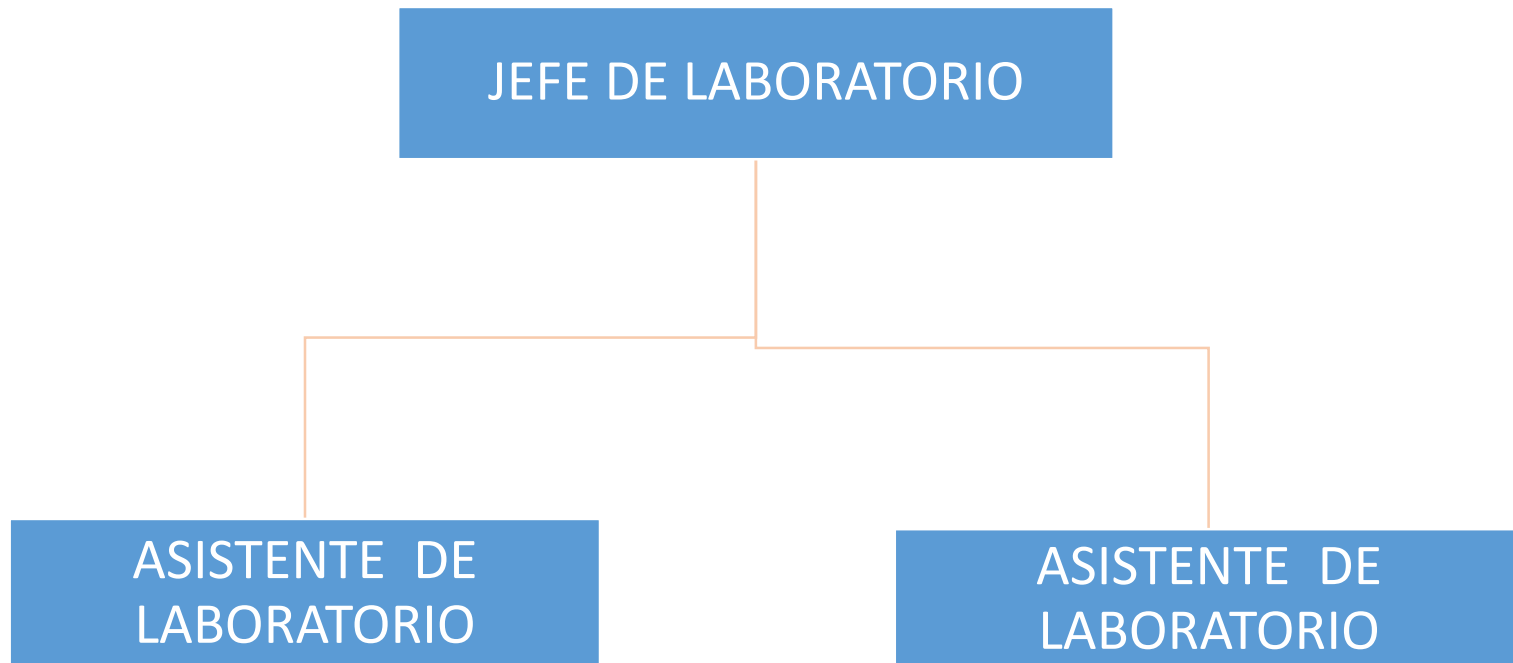 JEFE DE LABORATORIO
ASISTENTE DE
LABORATORIO
ASISTENTE DE
LABORATORIO